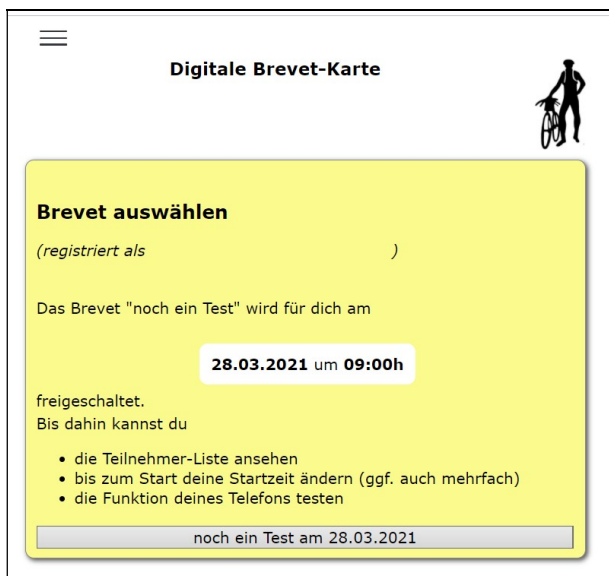 Digitale Brevet-Karte
Brevet auswählen
(registriert als )
Das Brevet "noch ein Test" wird für dich am
28.03.2021 um 09:00h
freigeschaltet.
Bis dahin kannst du
• die Teilnehmer-Liste ansehen
• bis zum Start deine Startzeit ändern (ggf. auch mehrfach)
• die Funktion deines Telefons testen
noch ein Test am 28.03.2021